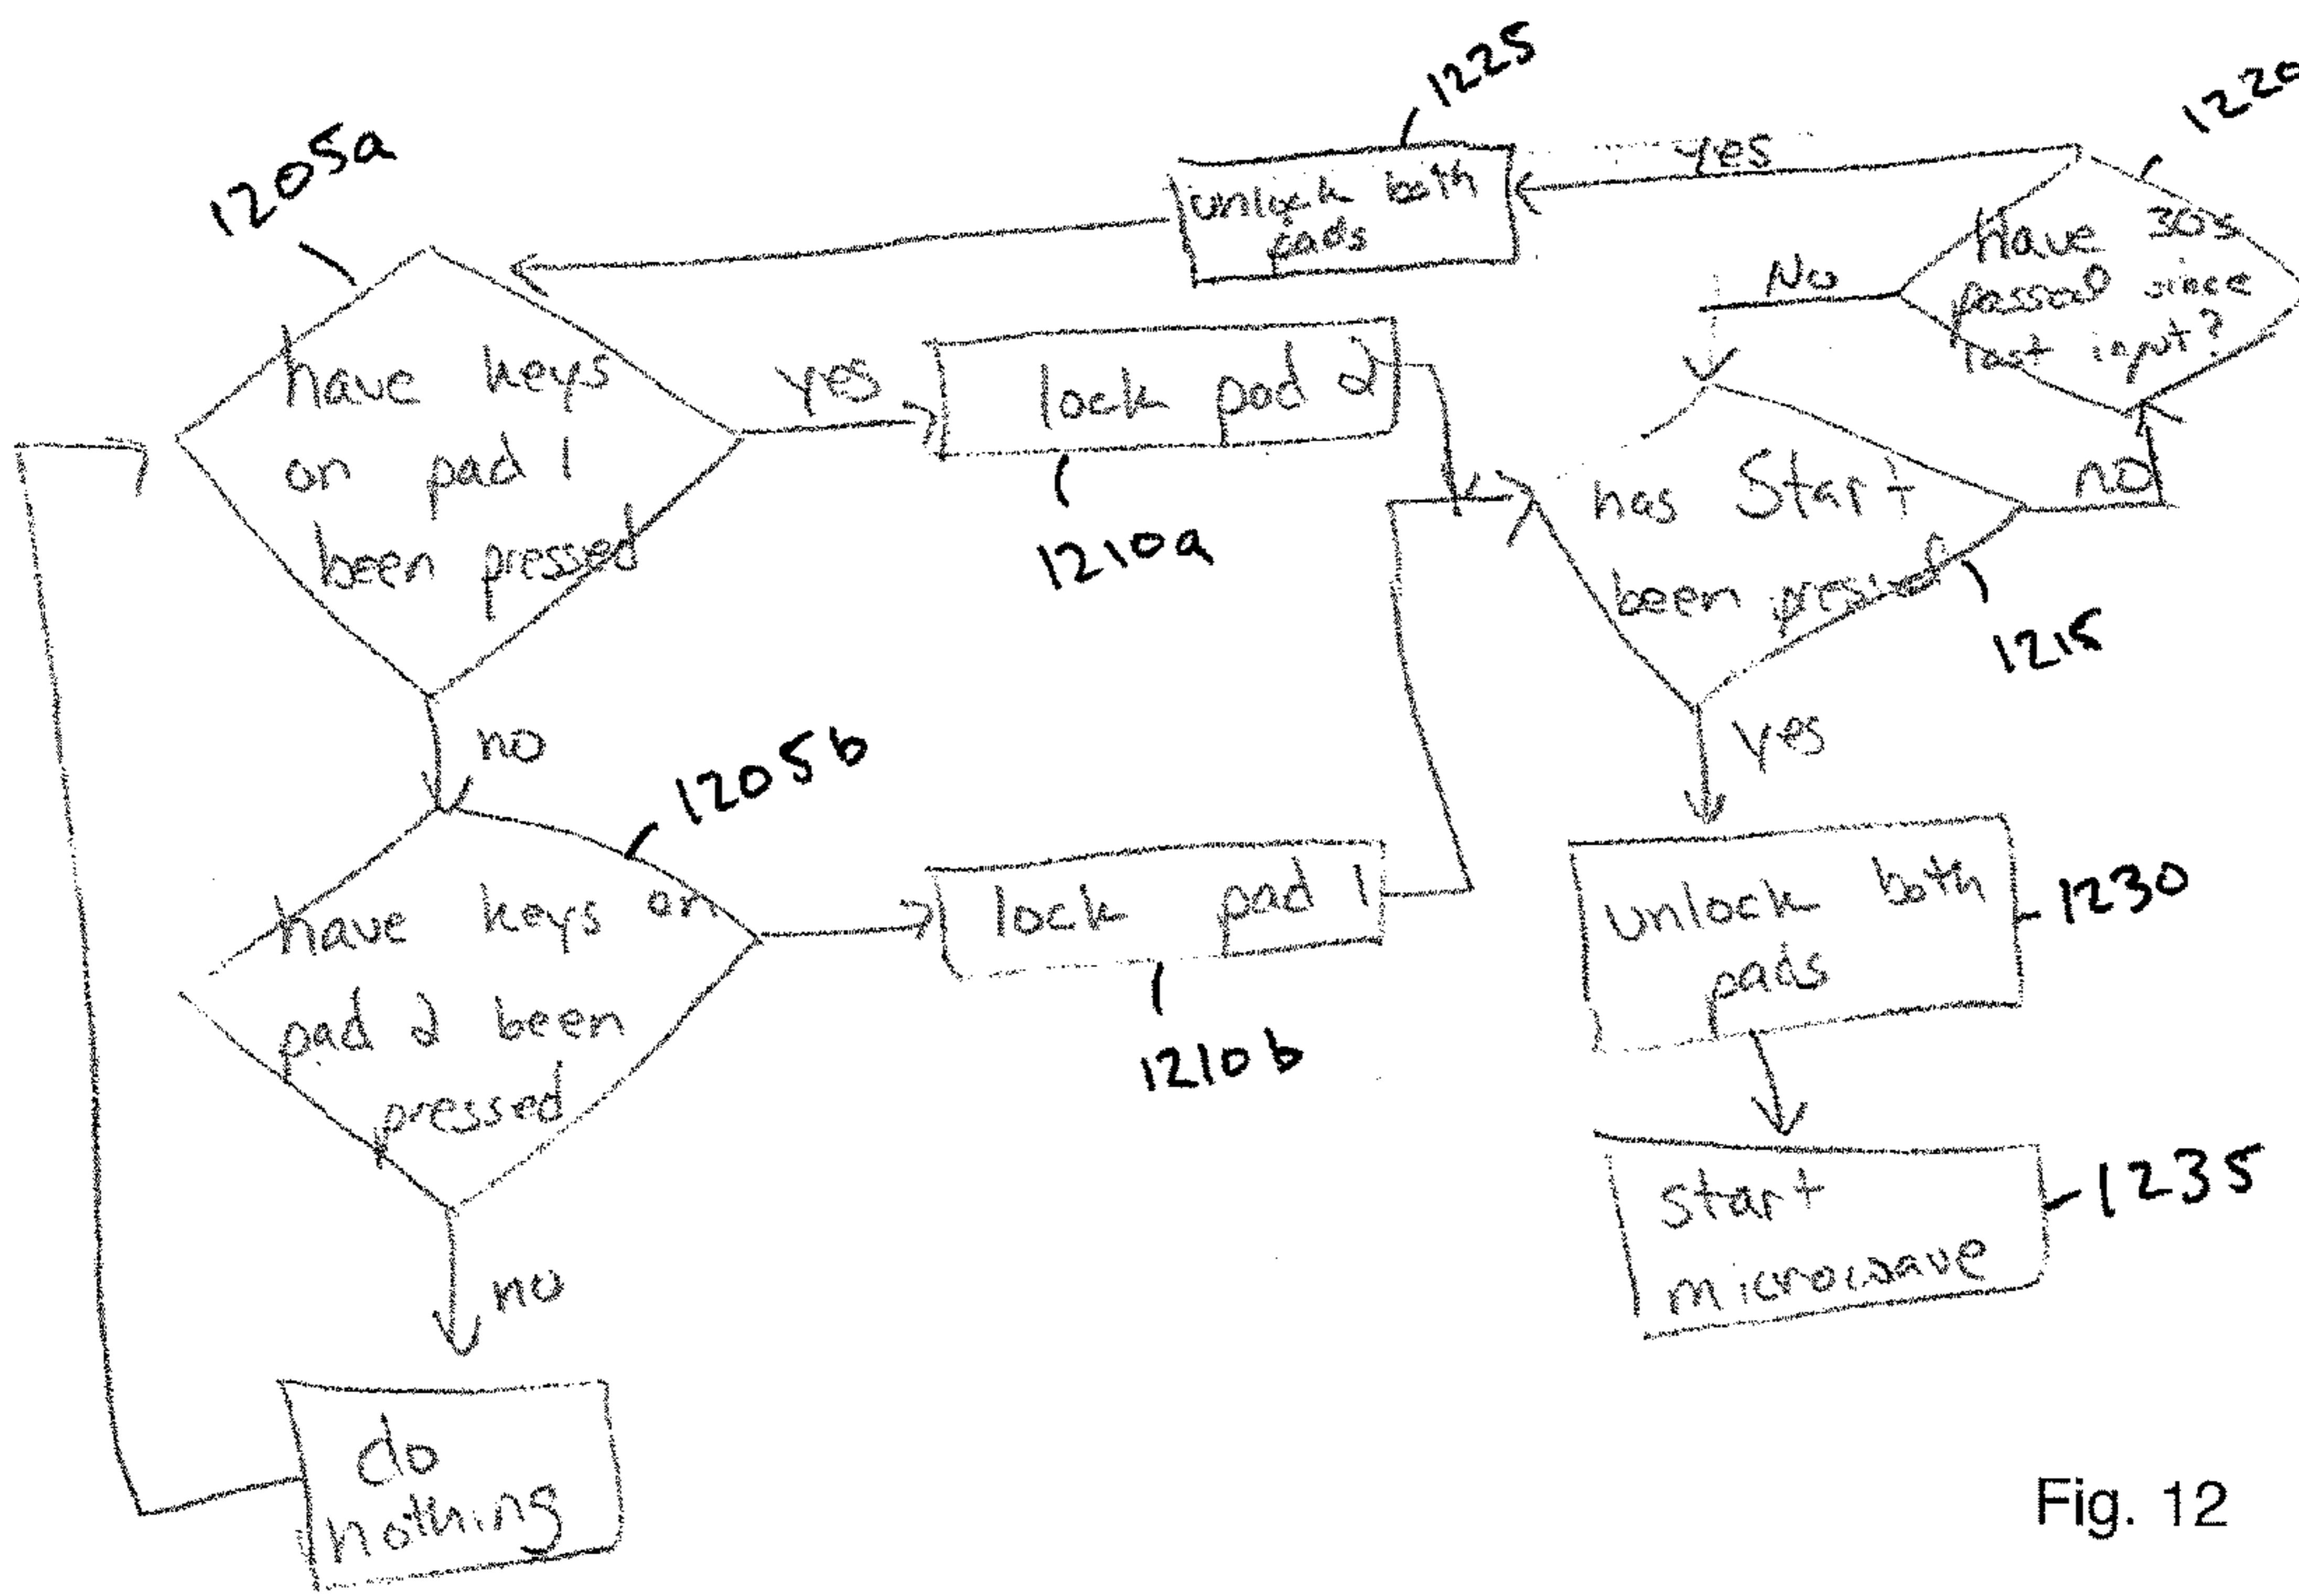 1225
1220
1205a
yes
unlock both
pads
Have 30s
passed since
last input?
No
have keys
on pad 1
been pressed
yes
lock pad 2
1210a
has Start
been pressed
no
1215
no
1205b
yes
have keys on
pad 2 been
pressed
lock pad 1
1210b
unlock both
pads
1230
no
Start
microwave
1235
do
nothing
Fig. 12